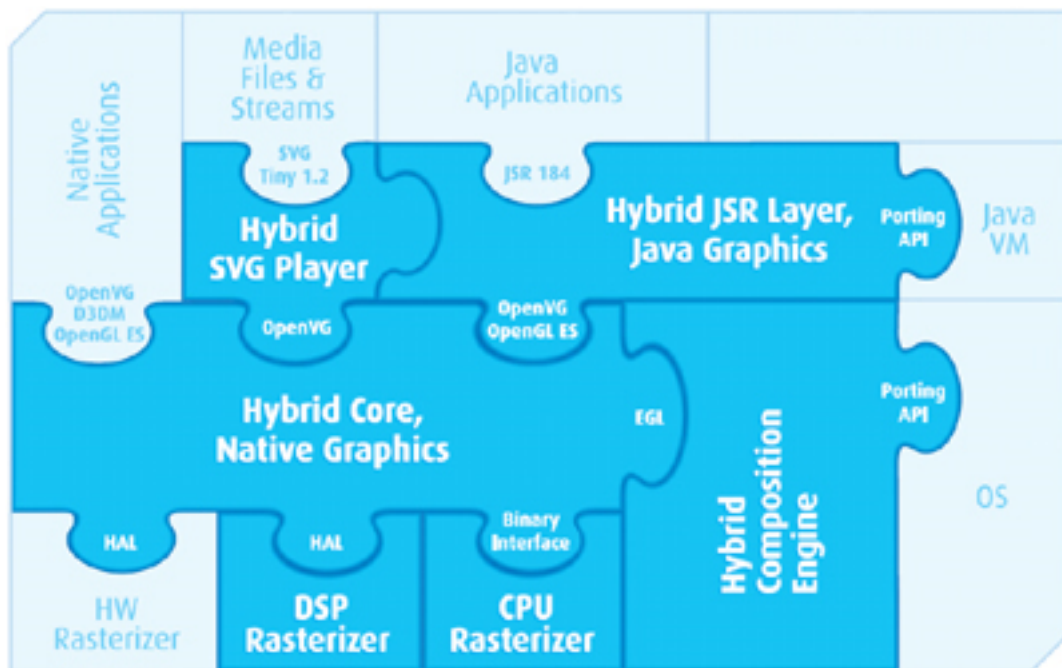 Media
Files &
Streams
Java
Applications
Native
Applications
SVG
Tiny 1.2
JSR 184
Hybrid
SVG Player
Hybrid JSR Layer,
Java Graphics
Porting
API
Java
VM
OpenVG
D3DM
OpenGL ES
OpenVG
OpenVG
OpenGL ES
Hybrid Core,
Native Graphics
EGL
Porting
API
Hybrid
Composition
Engine
OS
HAL
HAL
Binary
Interface
HW
Rasterizer
DSP
Rasterizer
CPU
Rasterizer